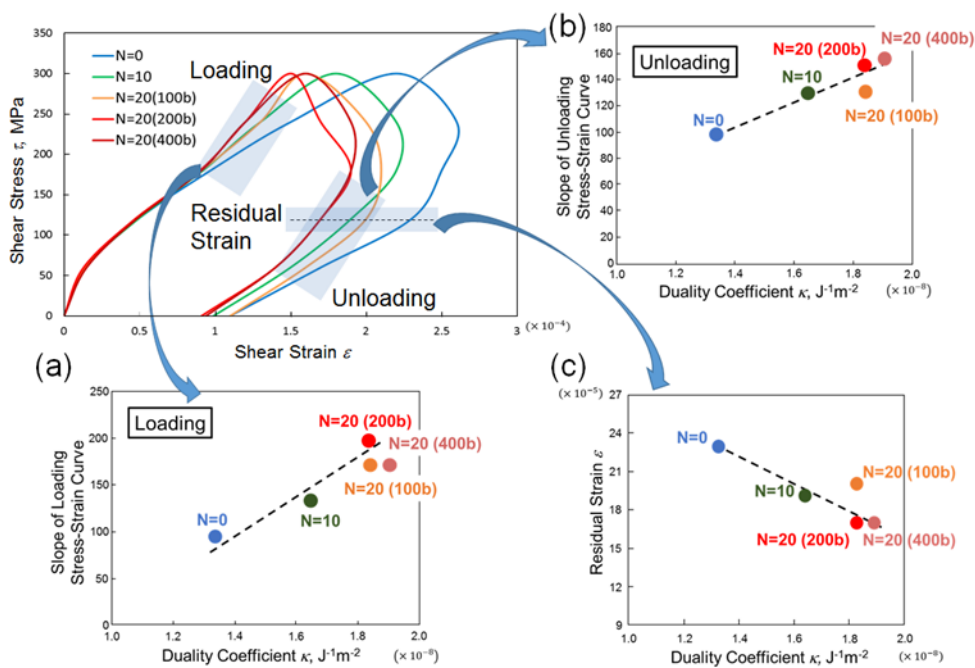 350
300
250
200
150
100
50
0
Shear Stress τ, MPa
N=0
N=10
N=20(100b)
N=20(200b)
N=20(400b)
Loading
Residual
Strain
Unloading
0
0.5
1
1.5
2
2.5
3
(×10⁻⁴)
Shear Strain ε
(b)
180
160
140
120
100
80
60
40
20
0
Slope of Unloading
Stress-Strain Curve
Unloading
N=20 (400b)
N=20 (200b)
N=10
N=20 (100b)
N=0
1.0
1.2
1.4
1.6
1.8
2.0
Duality Coefficient κ, J⁻¹m⁻²
(×10⁻⁸)
(a)
250
200
150
100
50
0
Slope of Loading
Stress-Strain Curve
Loading
N=20 (200b)
N=20 (400b)
N=20 (100b)
N=0
N=10
1.0
1.2
1.4
1.6
1.8
2.0
Duality Coefficient κ, J⁻¹m⁻²
(×10⁻⁸)
(c)
(×10⁻⁵)
27
24
21
18
15
12
9
Residual Strain ε
N=0
N=20 (100b)
N=10
N=20 (200b)
N=20 (400b)
1.0
1.2
1.4
1.6
1.8
2.0
Duality Coefficient κ, J⁻¹m⁻²
(×10⁻⁸)